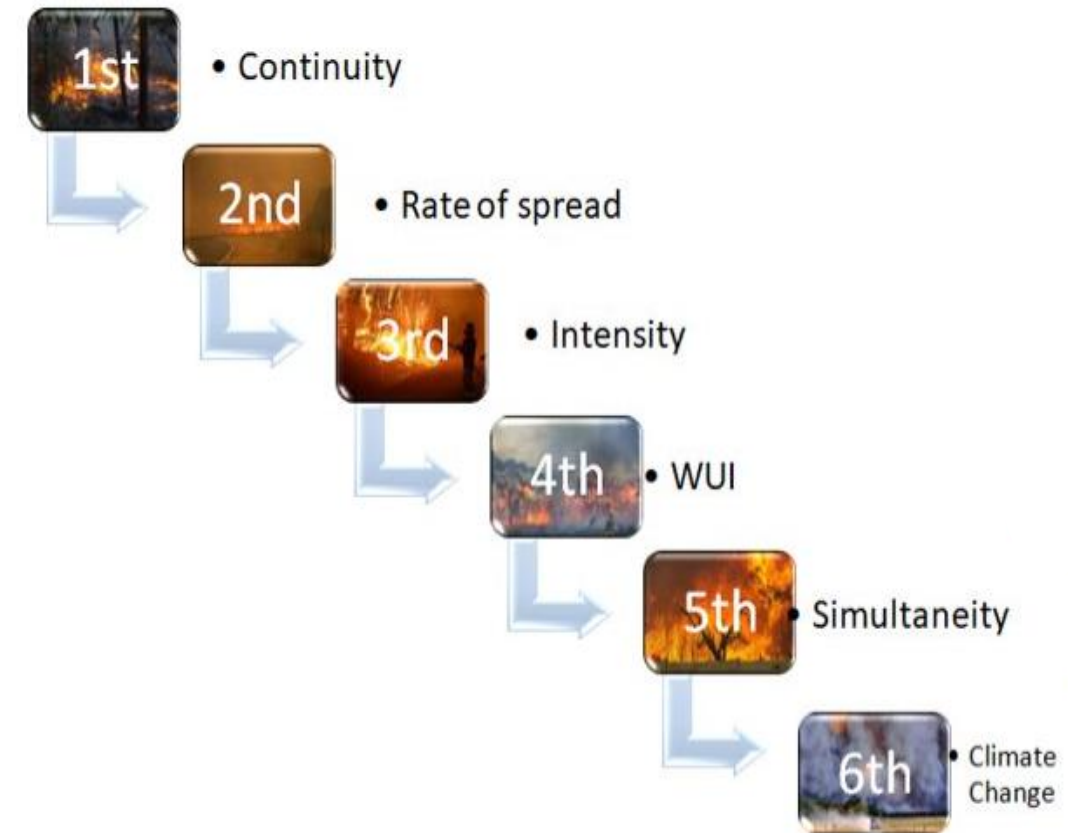 1st
• Continuity
2nd
• Rate of spread
3rd
• Intensity
4th
• WUI
5th
• Simultaneity
6th
• Climate
Change